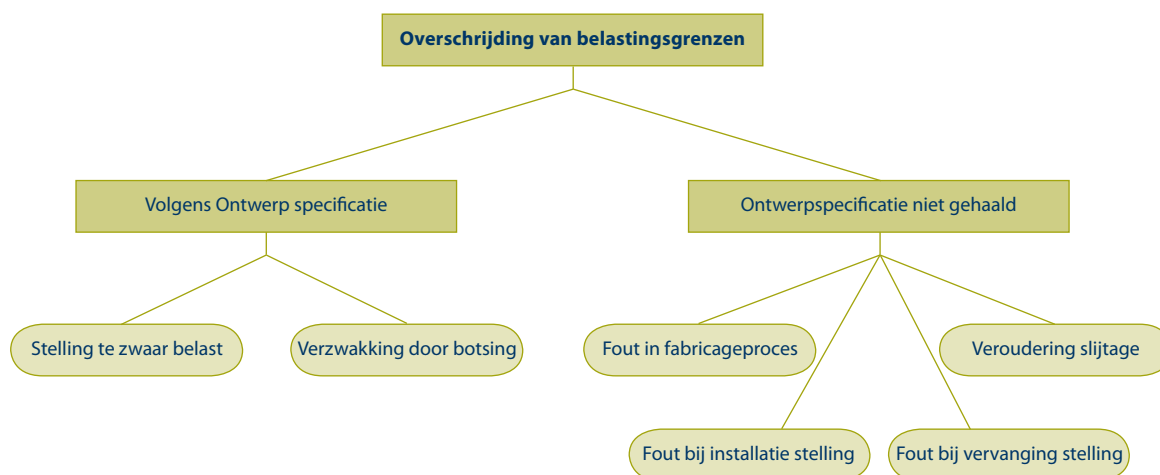 Overschrijding van belastingsgrenzen
Volgens Ontwerp specificatie
Ontwerpspecificatie niet gehaald
Stelling te zwaar belast
Verzwakking door botsing
Fout in fabricageproces
Veroudering slijtage
Fout bij installatie stelling
Fout bij vervanging stelling